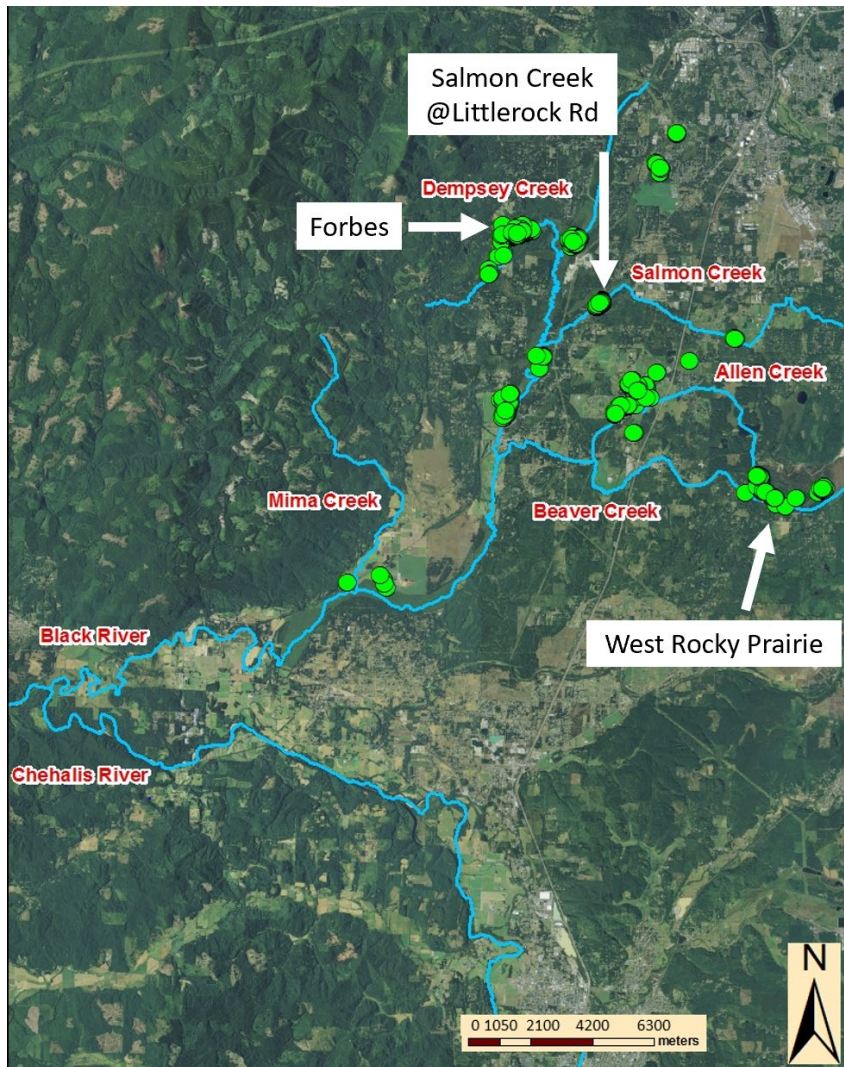 Salmon Creek
@Littlerock Rd
Dempsey Creek
Forbes
Salmon Creek
Allen Creek
Mima Creek
Beaver Creek
West Rocky Prairie
Black River
Chehalis River
N
0 1050 2100 4200 6300
meters